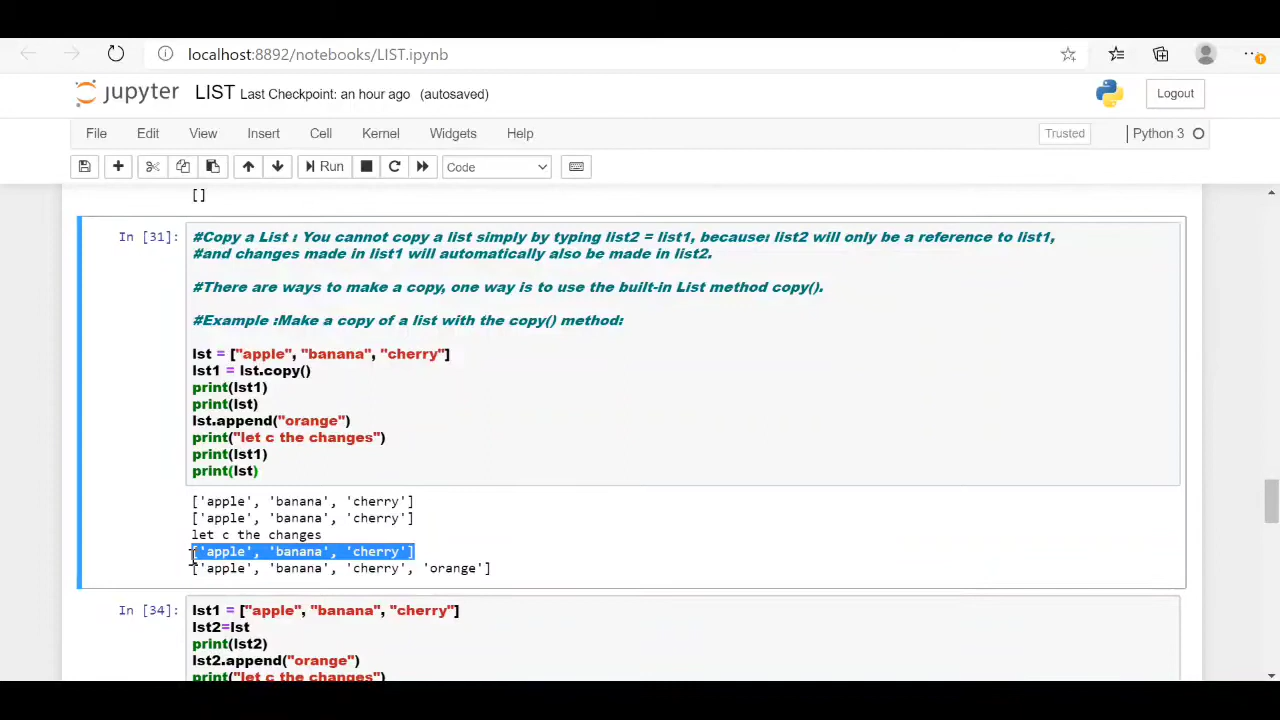 localhost:8892/notebooks/LIST.ipynb
jupyter LIST Last Checkpoint: an hour ago (autosaved)
Logout
File Edit View Insert Cell Kernel Widgets Help
Trusted
Python 3
Run
Code
[]
In [31]:
#Copy a List : You cannot copy a list simply by typing list2 = list1, because: list2 will only be a reference to list1,
#and changes made in list1 will automatically also be made in list2.
#There are ways to make a copy, one way is to use the built-in List method copy().
#Example :Make a copy of a list with the copy() method:
lst = ["apple", "banana", "cherry"]
lst1 = lst.copy()
print(lst1)
print(lst)
lst.append("orange")
print("let c the changes")
print(lst1)
print(lst)
['apple', 'banana', 'cherry']
['apple', 'banana', 'cherry']
let c the changes
['apple', 'banana', 'cherry']
['apple', 'banana', 'cherry', 'orange']
In [34]:
lst1 = ["apple", "banana", "cherry"]
lst2=lst
print(lst2)
lst2.append("orange")
print("let c the changes")